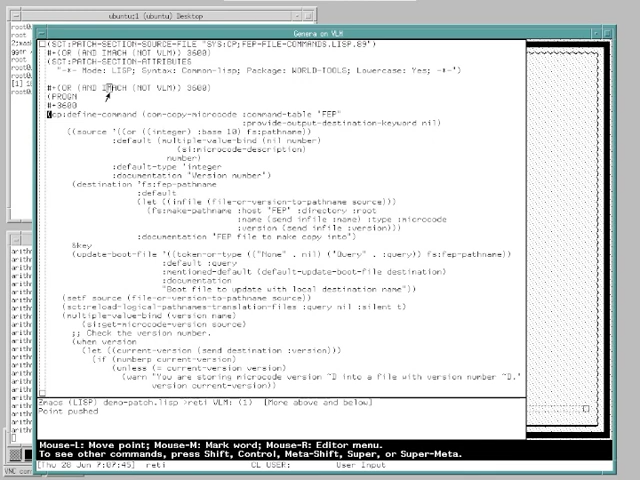 ubuntu:1 (ubuntu) Desktop
Genera on VLM
(SCT:PATCH-SECTION-SOURCE-FILE "SYS:CP;FEP-FILE-COMMANDS.LISP.89")
#+(OR (AND IMACH (NOT VLM)) 3600)
(SCT:PATCH-SECTION-ATTRIBUTES
"-*- Mode: LISP; Syntax: Common-lisp; Package: WORLD-TOOLS; Lowercase: Yes; -*-")
#+(OR (AND IMACH (NOT VLM)) 3600)
(PROGN
#+3600
(cp:define-command (com-copy-microcode :command-table "FEP"
:provide-output-destination-keyword nil)
((source '((or ((integer) :base 10) fs:pathname))
:default (multiple-value-bind (nil number)
(si:microcode-description)
number)
:default-type 'integer
:documentation "Version number")
(destination 'fs:fep-pathname
:default
(let ((infile (file-or-version-to-pathname source)))
(fs:make-pathname :host "FEP" :directory :root
:name (send infile :name) :type :microcode
:version (send infile :version)))
:documentation "FEP file to make copy into")
&key
(update-boot-file '((token-or-type (("None" . nil) ("Query" . :query)) fs:fep-pathname))
:default :query
:mentioned-default (default-update-boot-file destination)
:documentation
"Boot file to update with local destination name"))
(setf source (file-or-version-to-pathname source))
(sct:reload-logical-pathnames-translation-files :query nil :silent t)
(multiple-value-bind (version name)
(si:get-microcode-version source)
;; Check the version number.
(when version
(let ((current-version (send destination :version)))
(if (numberp current-version)
(unless (= current-version version)
(warn "You are storing microcode version ~D into a file with version number ~D."
version current-version))
Zmacs (LISP) demo-patch.lisp >reti VLM: (1) [More above and below]
Point pushed
Mouse-L: Move point; Mouse-M: Mark word; Mouse-R: Editor menu.
To see other commands, press Shift, Control, Meta-Shift, Super, or Super-Meta.
[Thu 28 Jun 7:07:45] reti CL USER: User Input